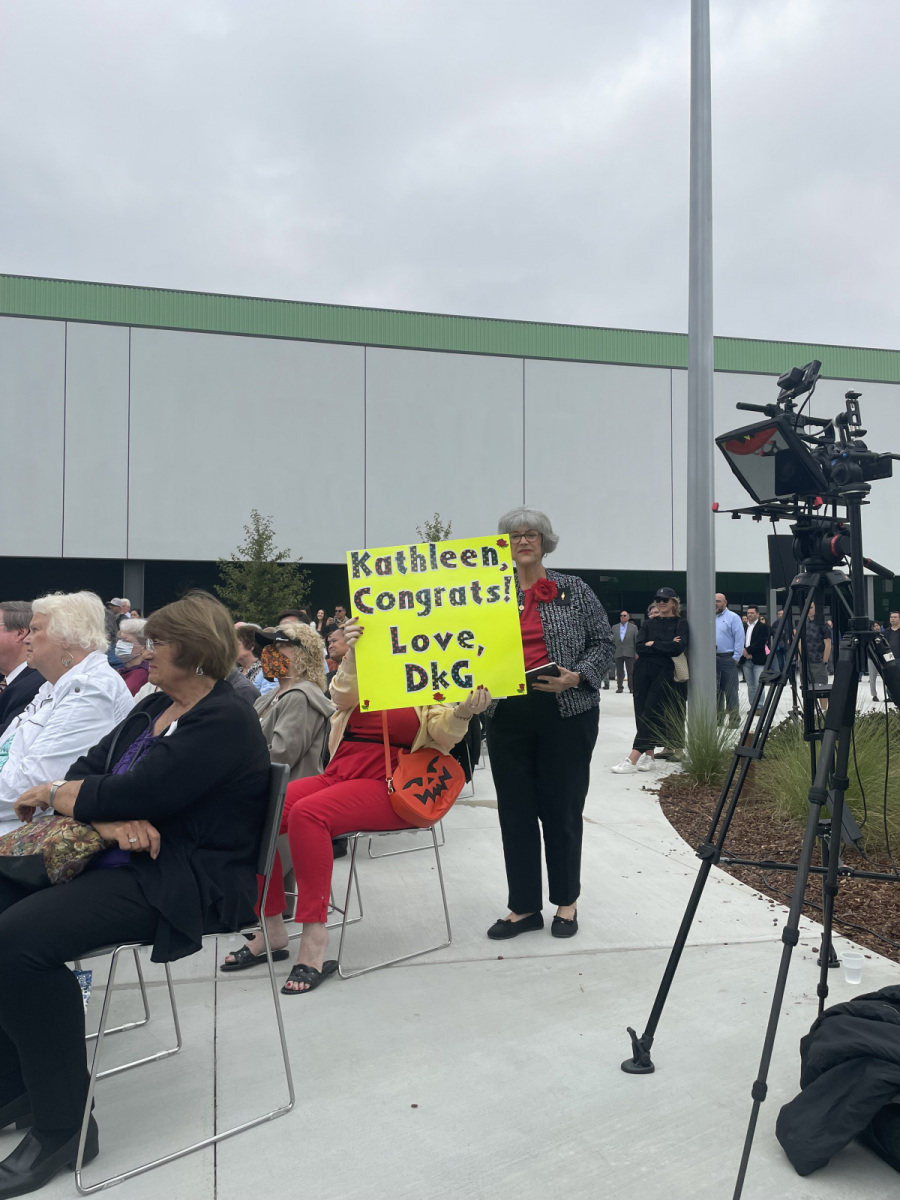 Kathleen,
Congrats!
Love,
DkG